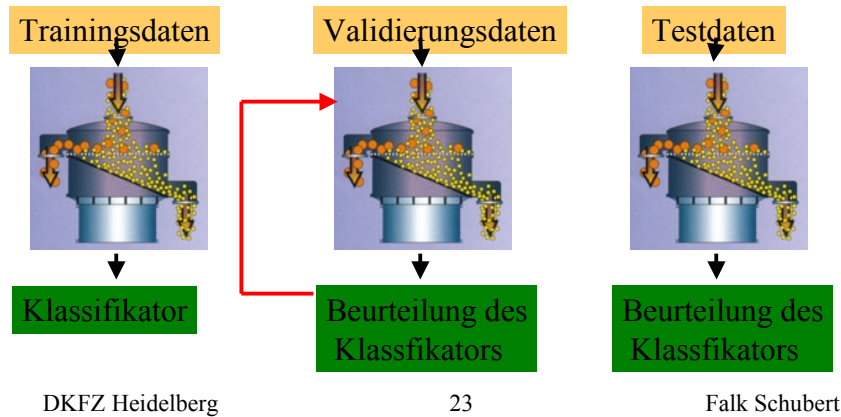 Trainingsdaten
Validierungsdaten
Testdaten
Klassifikator
Beurteilung des
Klassfikators
Beurteilung des
Klassfikators
DKFZ Heidelberg
23
Falk Schubert